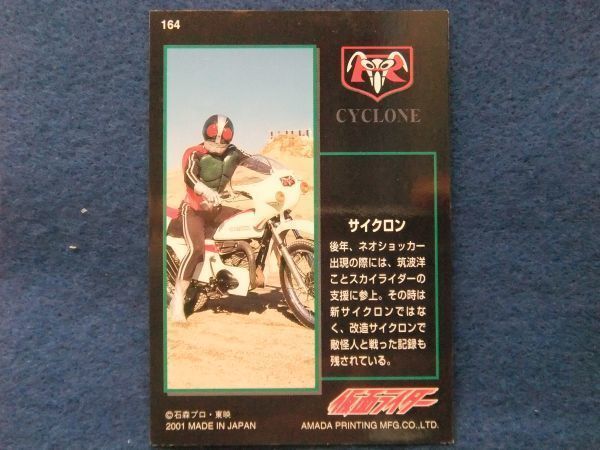 164
CYCLONE
サイクロン
後年、ネオショッカー
出現の際には、筑波洋
ことスカイライダーの
支援に参上。その時は
新サイクロンではな
く、改造サイクロンで
敵怪人と戦った記録も
残されている。
仮面ライダー
©石森プロ・東映
2001 MADE IN JAPAN
AMADA PRINTING MFG.CO.,LTD.